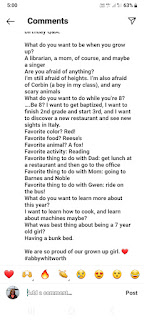 5:00
Comments
What do you want to be when you grow
up?
A librarian, a mom, of course, and maybe
a singer
Are you afraid of anything?
I'm still afraid of heights. I'm also afraid
of Corbin (a boy in my class), and any
scary animals
What do you want to do while you're 8?
...Be 8? I want to get baptized, I want to
finish 2nd grade and start 3rd, and I want
to discover a new restaurant and see new
sights in Italy.
Favorite color? Red!
Favorite food? Reese's
Favorite animal? A fox!
Favorite activity: Reading
Favorite thing to do with Dad: get lunch at
a restaurant and then go to the office
Favorite thing to do with Mom: going to
Barnes and Noble
Favorite thing to do with Gwen: ride on
the bus!
What do you want to learn more about
this year?
I want to learn how to cook, and learn
about machines maybe?
What was best thing about being a 7 year
old girl?
Having a bunk bed.
We are so proud of our grown up girl. ❤
#abbywhitworth
Add a comment...
Post